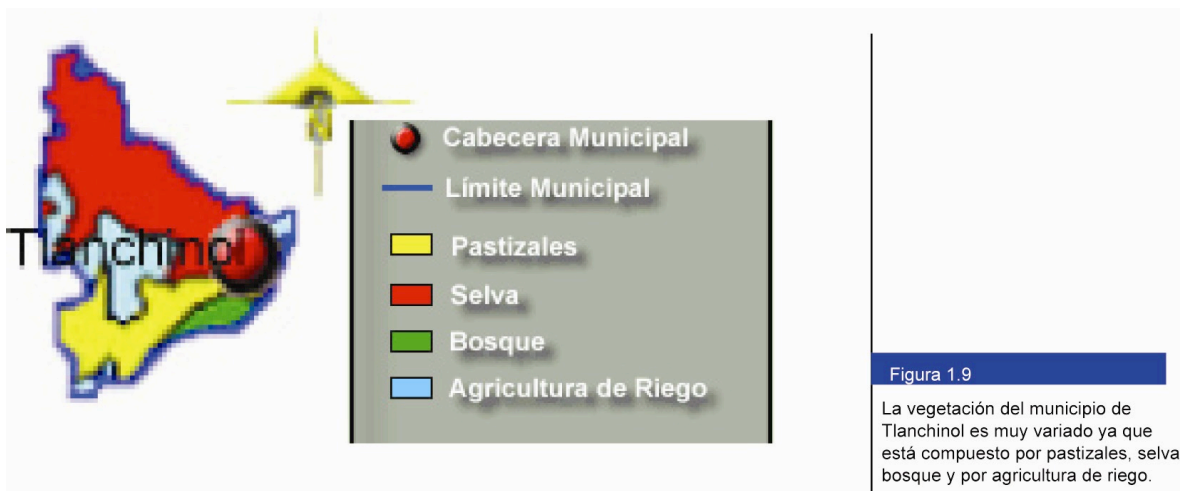 N
Cabecera Municipal
Límite Municipal
Tlanchinol
Pastizales
Selva
Bosque
Agricultura de Riego
Figura 1.9
La vegetación del municipio de
Tlanchinol es muy variado ya que
está compuesto por pastizales, selva
bosque y por agricultura de riego.